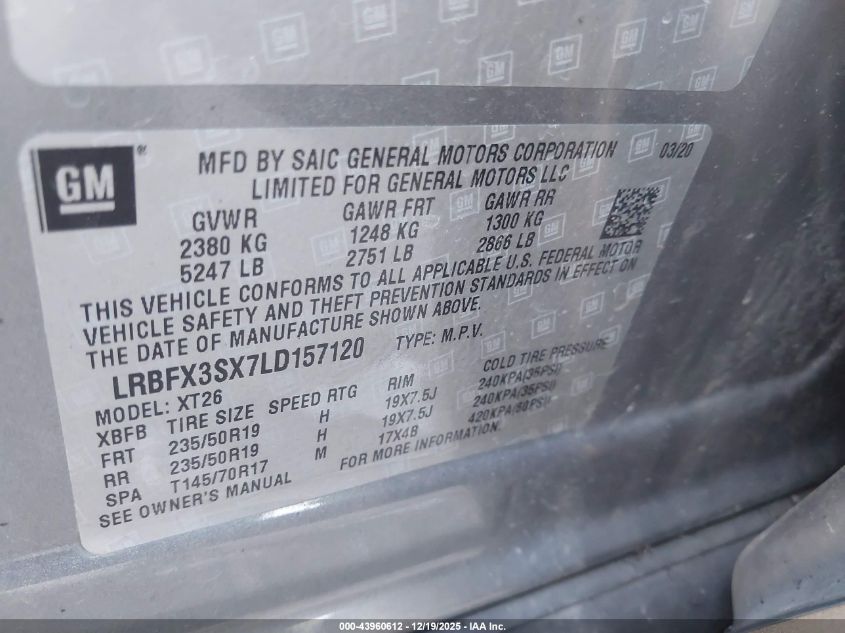 GM
MFD BY SAIC GENERAL MOTORS CORPORATION 03/20
LIMITED FOR GENERAL MOTORS LLC
GVWR GAWR FRT GAWR RR
2380 KG 1248 KG 1300 KG
5247 LB 2751 LB 2866 LB
THIS VEHICLE CONFORMS TO ALL APPLICABLE U.S. FEDERAL MOTOR
VEHICLE SAFETY AND THEFT PREVENTION STANDARDS IN EFFECT ON
THE DATE OF MANUFACTURE SHOWN ABOVE.
LRBFX3SX7LD157120 TYPE: M.P.V.
MODEL: XT26
XBFB TIRE SIZE SPEED RTG RIM COLD TIRE PRESSURE
FRT 235/50R19 H 19X7.5J 240KPA(35PSI)
RR 235/50R19 H 19X7.5J 240KPA(35PSI)
SPA T145/70R17 M 17X4B 420KPA(60PSI)
SEE OWNER'S MANUAL FOR MORE INFORMATION.
000-43960612 - 12/19/2025 - IAA Inc.